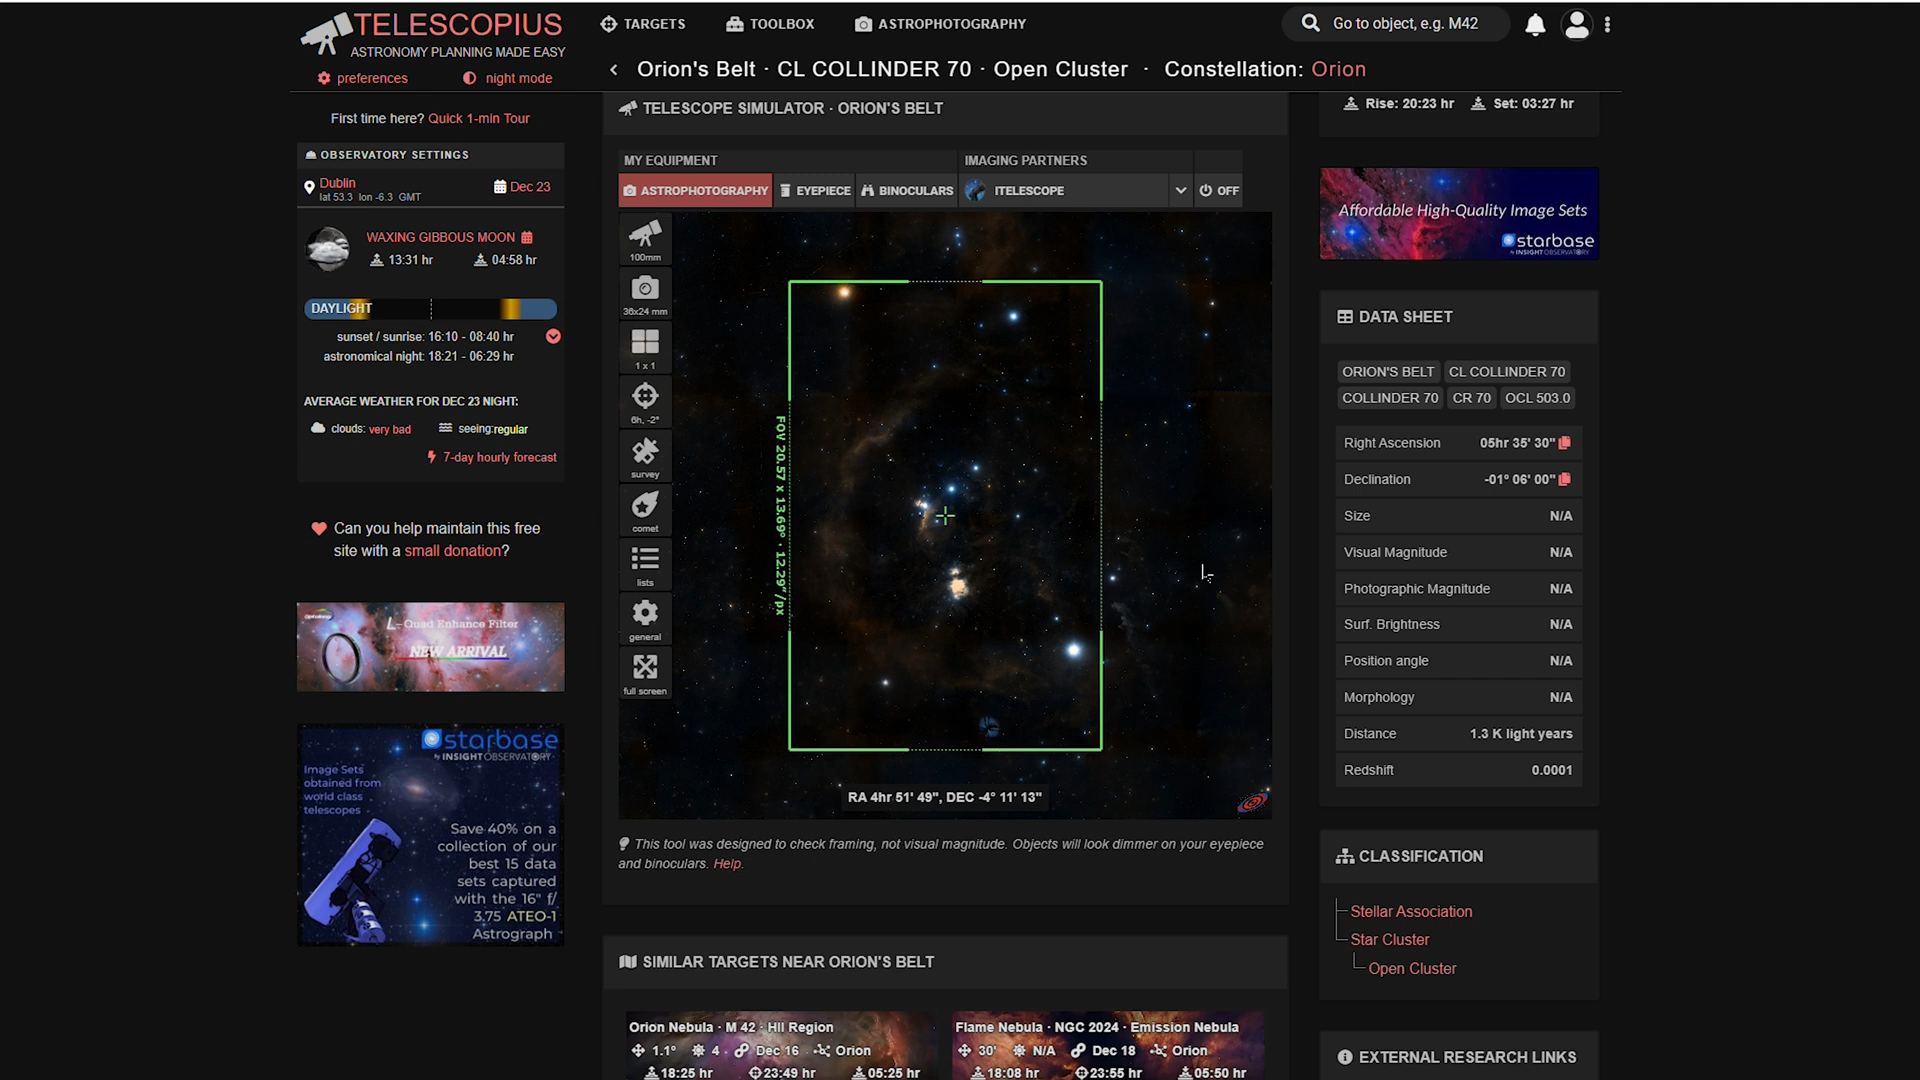 TELESCOPIUS
ASTRONOMY PLANNING MADE EASY
preferences night mode
TARGETS TOOLBOX ASTROPHOTOGRAPHY
Go to object, e.g. M42
Orion's Belt · CL COLLINDER 70 · Open Cluster · Constellation: Orion
First time here? Quick 1-min Tour
OBSERVATORY SETTINGS
Dublin
lat 53.3 lon -6.3 GMT
Dec 23
WAXING GIBBOUS MOON
13:31 hr 04:58 hr
DAYLIGHT
sunset / sunrise: 16:10 - 08:40 hr
astronomical night: 18:21 - 06:29 hr
AVERAGE WEATHER FOR DEC 23 NIGHT:
clouds: very bad seeing:regular
7-day hourly forecast
Can you help maintain this free
site with a small donation?
L-Quad Enhance Filter
NEW ARRIVAL
starbase
by INSIGHT OBSERVATORY
Image Sets
obtained from
world class
telescopes
Save 40% on a
collection of our
best 15 data
sets captured
with the 16" f/
3.75 ATEO-1
Astrograph
TELESCOPE SIMULATOR · ORION'S BELT
MY EQUIPMENT IMAGING PARTNERS
ASTROPHOTOGRAPHY EYEPIECE BINOCULARS ITELESCOPE OFF
100mm
36x24 mm
1 x 1
6h, -2°
survey
comet
lists
general
full screen
FOV 20.57 x 13.69° · 12.29"/px
RA 4hr 51' 49", DEC -4° 11' 13"
This tool was designed to check framing, not visual magnitude. Objects will look dimmer on your eyepiece
and binoculars. Help.
SIMILAR TARGETS NEAR ORION'S BELT
Orion Nebula · M 42 · HII Region
1.1° 4 Dec 16 Orion
18:25 hr 23:49 hr 05:25 hr
Flame Nebula · NGC 2024 · Emission Nebula
30' N/A Dec 18 Orion
18:08 hr 23:55 hr 05:50 hr
Rise: 20:23 hr Set: 03:27 hr
Affordable High-Quality Image Sets
starbase
by INSIGHT OBSERVATORY
DATA SHEET
ORION'S BELT CL COLLINDER 70
COLLINDER 70 CR 70 OCL 503.0
Right Ascension 05hr 35' 30"
Declination -01° 06' 00"
Size N/A
Visual Magnitude N/A
Photographic Magnitude N/A
Surf. Brightness N/A
Position angle N/A
Morphology N/A
Distance 1.3 K light years
Redshift 0.0001
CLASSIFICATION
Stellar Association
Star Cluster
Open Cluster
EXTERNAL RESEARCH LINKS